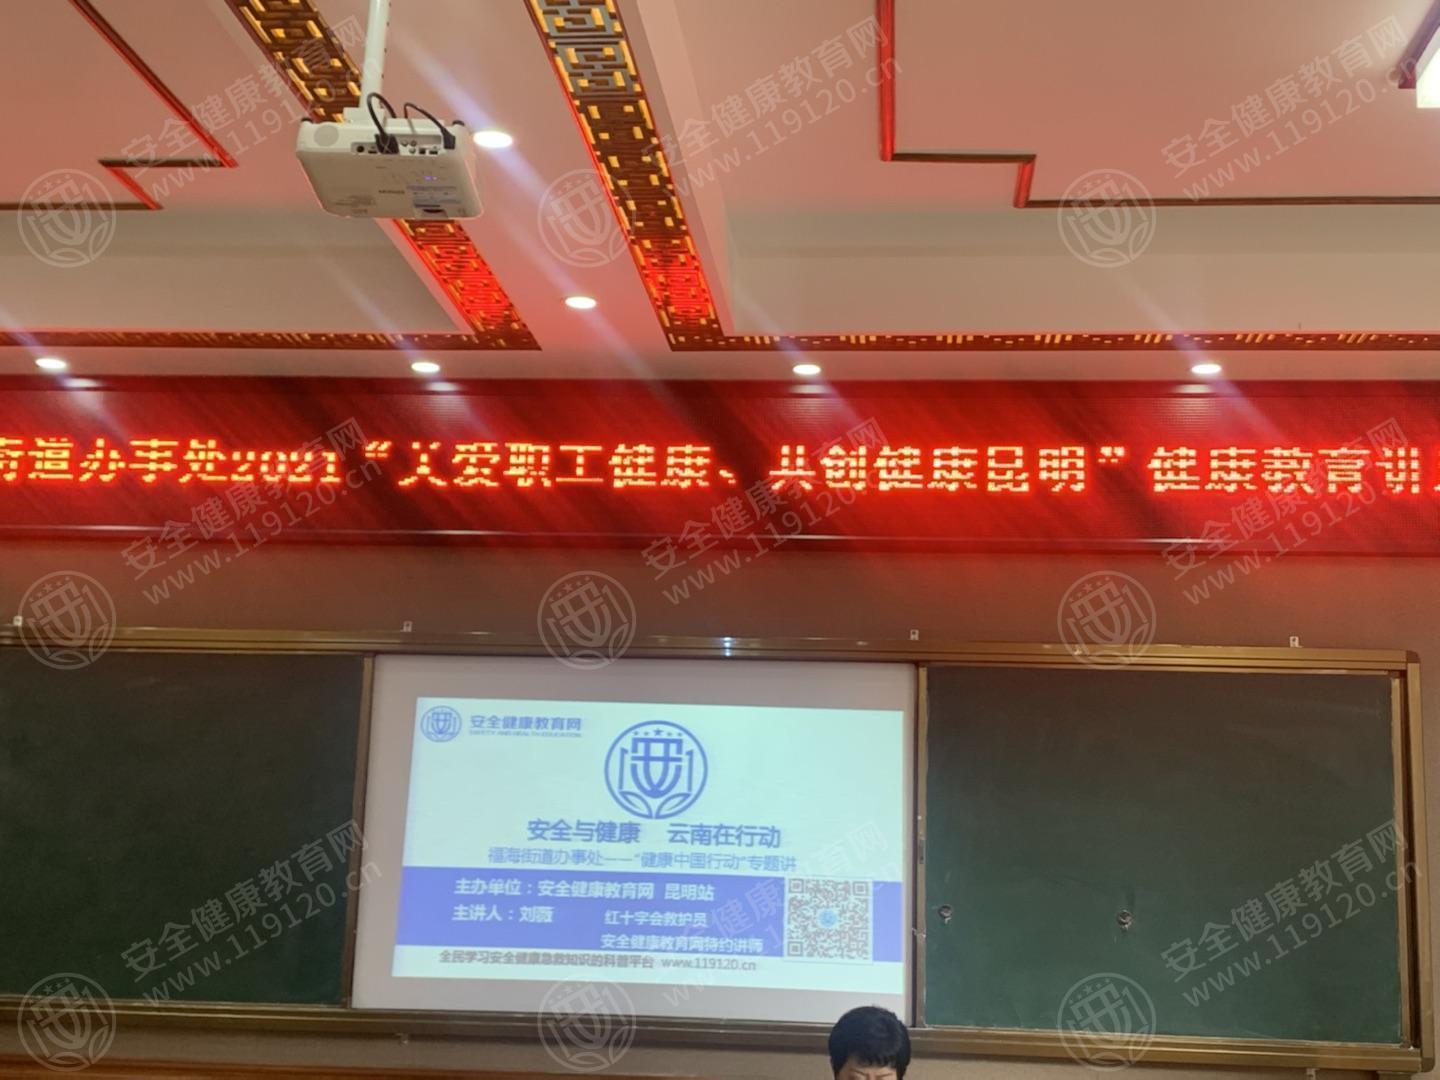 街道办事处2021“关爱职工健康、共创健康昆明”健康教育讲
安全健康教育网
SAFETY AND HEALTH EDUCATION
安全与健康 云南在行动
福海街道办事处——“健康中国行动”专题讲
主办单位：安全健康教育网 昆明站
主讲人：刘薇 红十字会救护员
安全健康教育网特约讲师
全民学习安全健康急救知识的科普平台 www.119120.cn
安全健康教育网
www.119120.cn